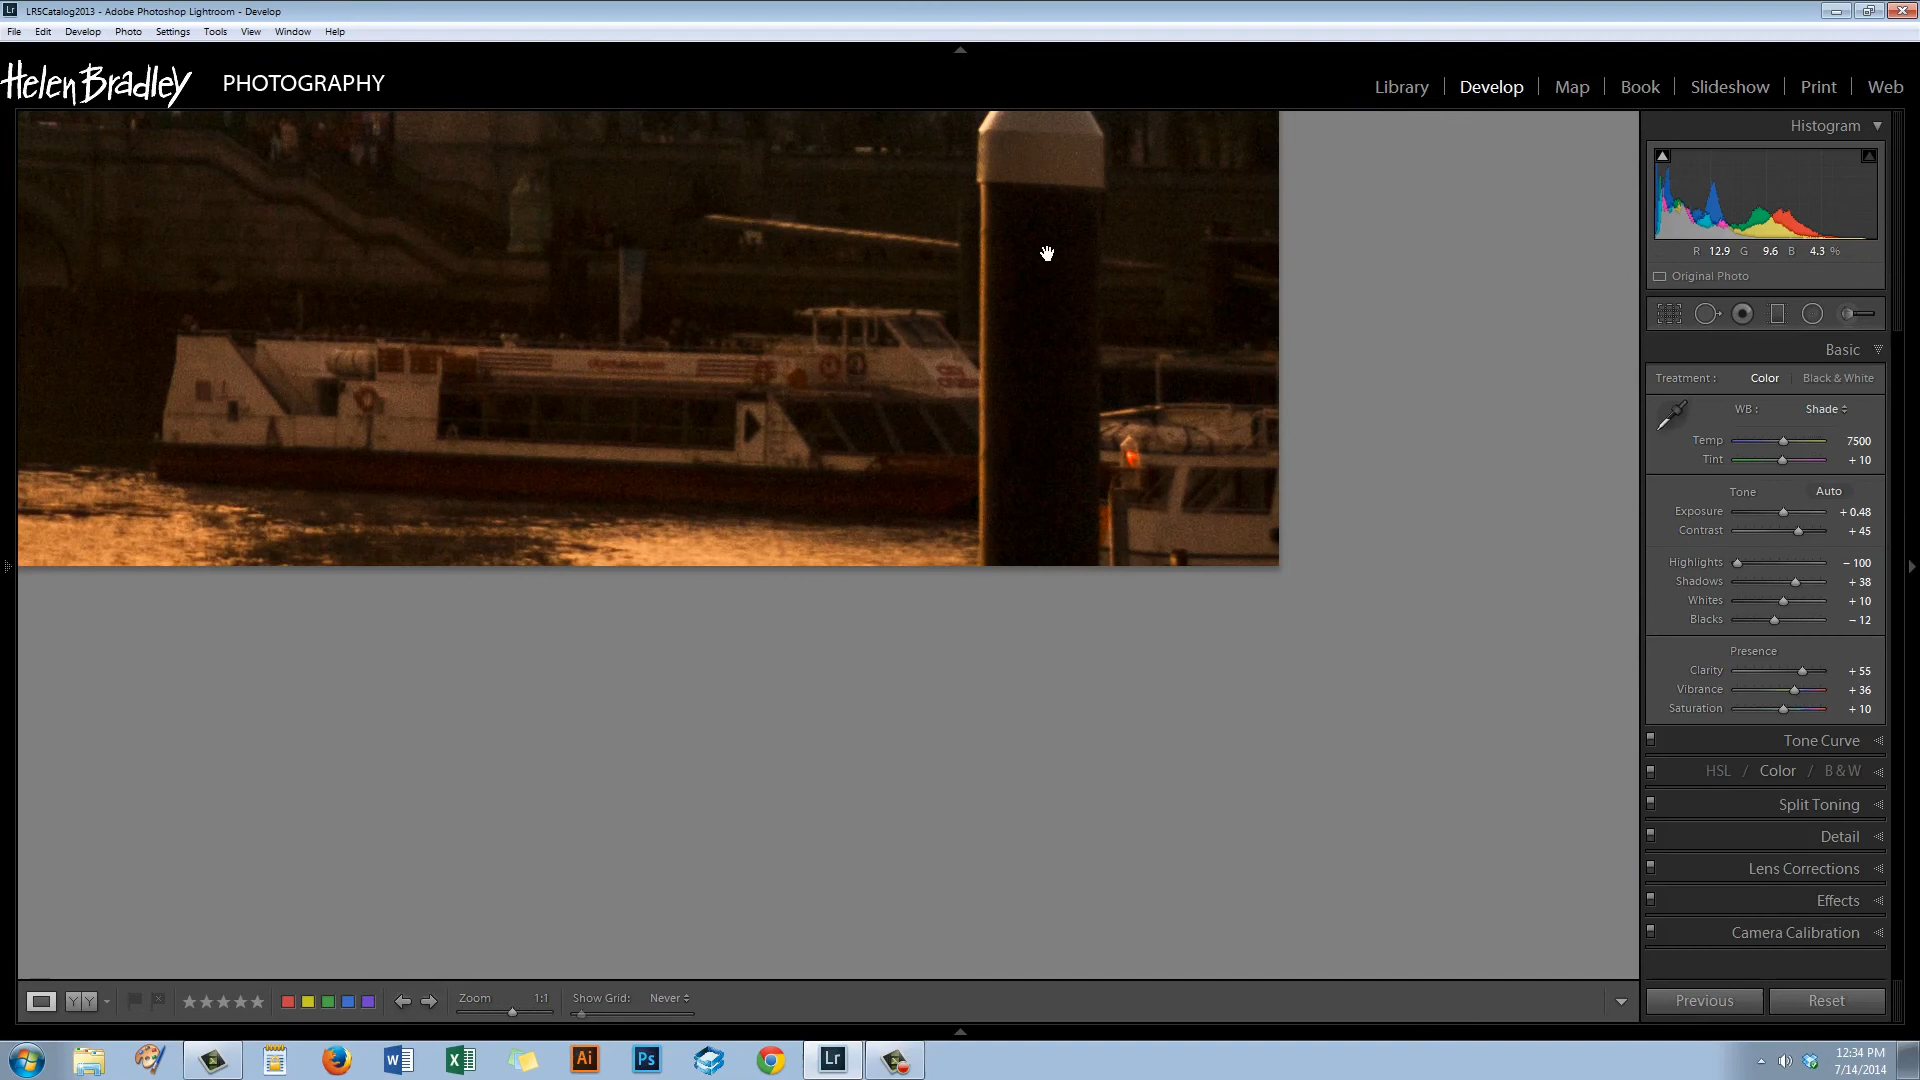 LR5Catalog2013 - Adobe Photoshop Lightroom - Develop
File Edit Develop Photo Settings Tools View Window Help
Helen Bradley PHOTOGRAPHY
Library Develop Map Book Slideshow Print Web
Histogram
R 12.9 G 9.6 B 4.3 %
Original Photo
Basic
Treatment : Color Black & White
WB : Shade
Temp 7500
Tint + 10
Tone Auto
Exposure + 0.48
Contrast + 45
Highlights − 100
Shadows + 38
Whites + 10
Blacks − 12
Presence
Clarity + 55
Vibrance + 36
Saturation + 10
Tone Curve
HSL / Color / B & W
Split Toning
Detail
Lens Corrections
Effects
Camera Calibration
Y Y Zoom 1:1 Show Grid: Never
Previous Reset
Ai Ps Lr
12:34 PM
7/14/2014